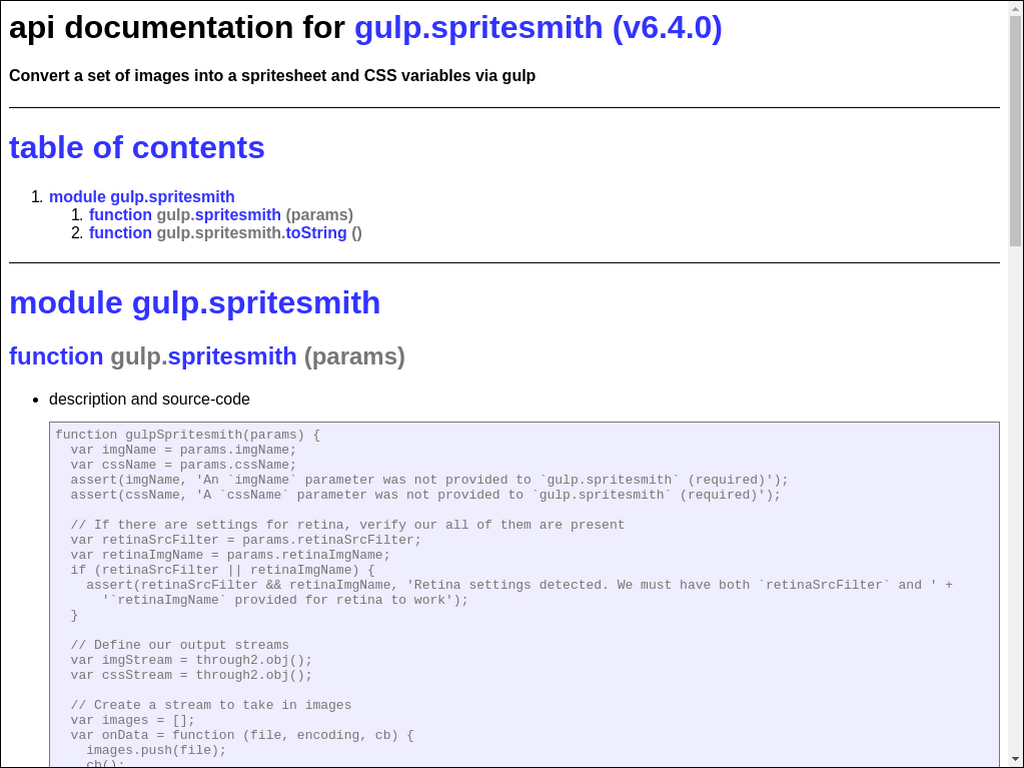 api documentation for gulp.spritesmith (v6.4.0)
Convert a set of images into a spritesheet and CSS variables via gulp
table of contents
1. module gulp.spritesmith
1. function gulp.spritesmith (params)
2. function gulp.spritesmith.toString ()
module gulp.spritesmith
function gulp.spritesmith (params)
• description and source-code
function gulpSpritesmith(params) {
  var imgName = params.imgName;
  var cssName = params.cssName;
  assert(imgName, 'An `imgName` parameter was not provided to `gulp.spritesmith` (required)');
  assert(cssName, 'A `cssName` parameter was not provided to `gulp.spritesmith` (required)');
  // If there are settings for retina, verify our all of them are present
  var retinaSrcFilter = params.retinaSrcFilter;
  var retinaImgName = params.retinaImgName;
  if (retinaSrcFilter || retinaImgName) {
    assert(retinaSrcFilter && retinaImgName, 'Retina settings detected. We must have both `retinaSrcFilter` and ' +
      '`retinaImgName` provided for retina to work');
  }
  // Define our output streams
  var imgStream = through2.obj();
  var cssStream = through2.obj();
  // Create a stream to take in images
  var images = [];
  var onData = function (file, encoding, cb) {
    images.push(file);
    cb();